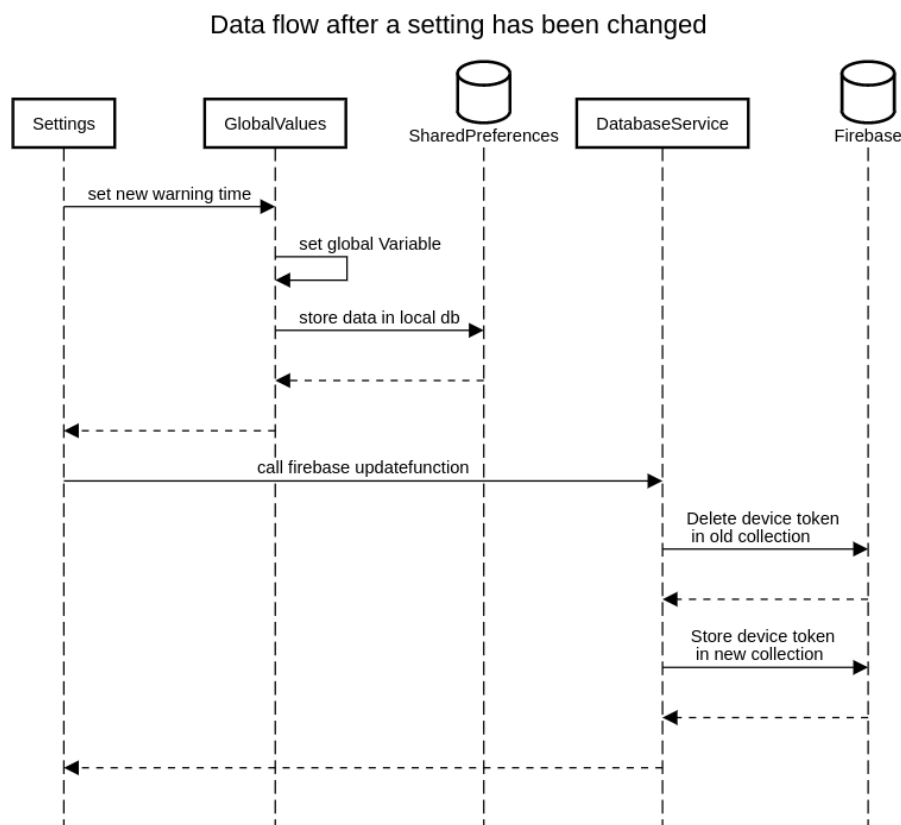 Data flow after a setting has been changed
Settings
GlobalValues
SharedPreferences
DatabaseService
Firebase
set new warning time
set global Variable
store data in local db
call firebase updatefunction
Delete device token
in old collection
Store device token
in new collection